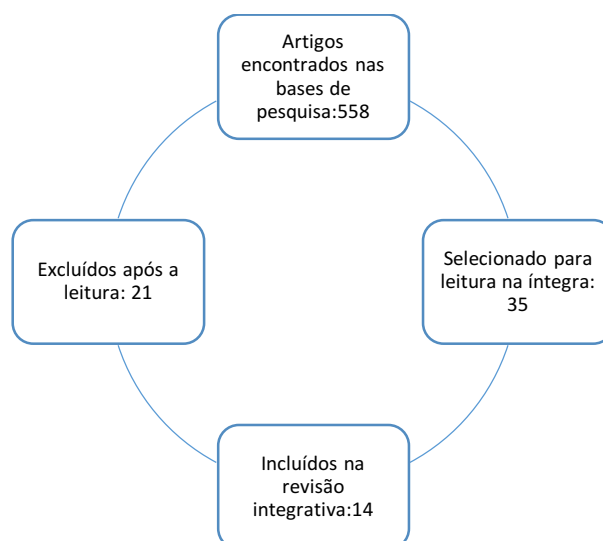 Artigos
encontrados nas
bases de
pesquisa:558
Selecionado para
leitura na íntegra:
35
Incluídos na
revisão
integrativa:14
Excluídos após a
leitura: 21